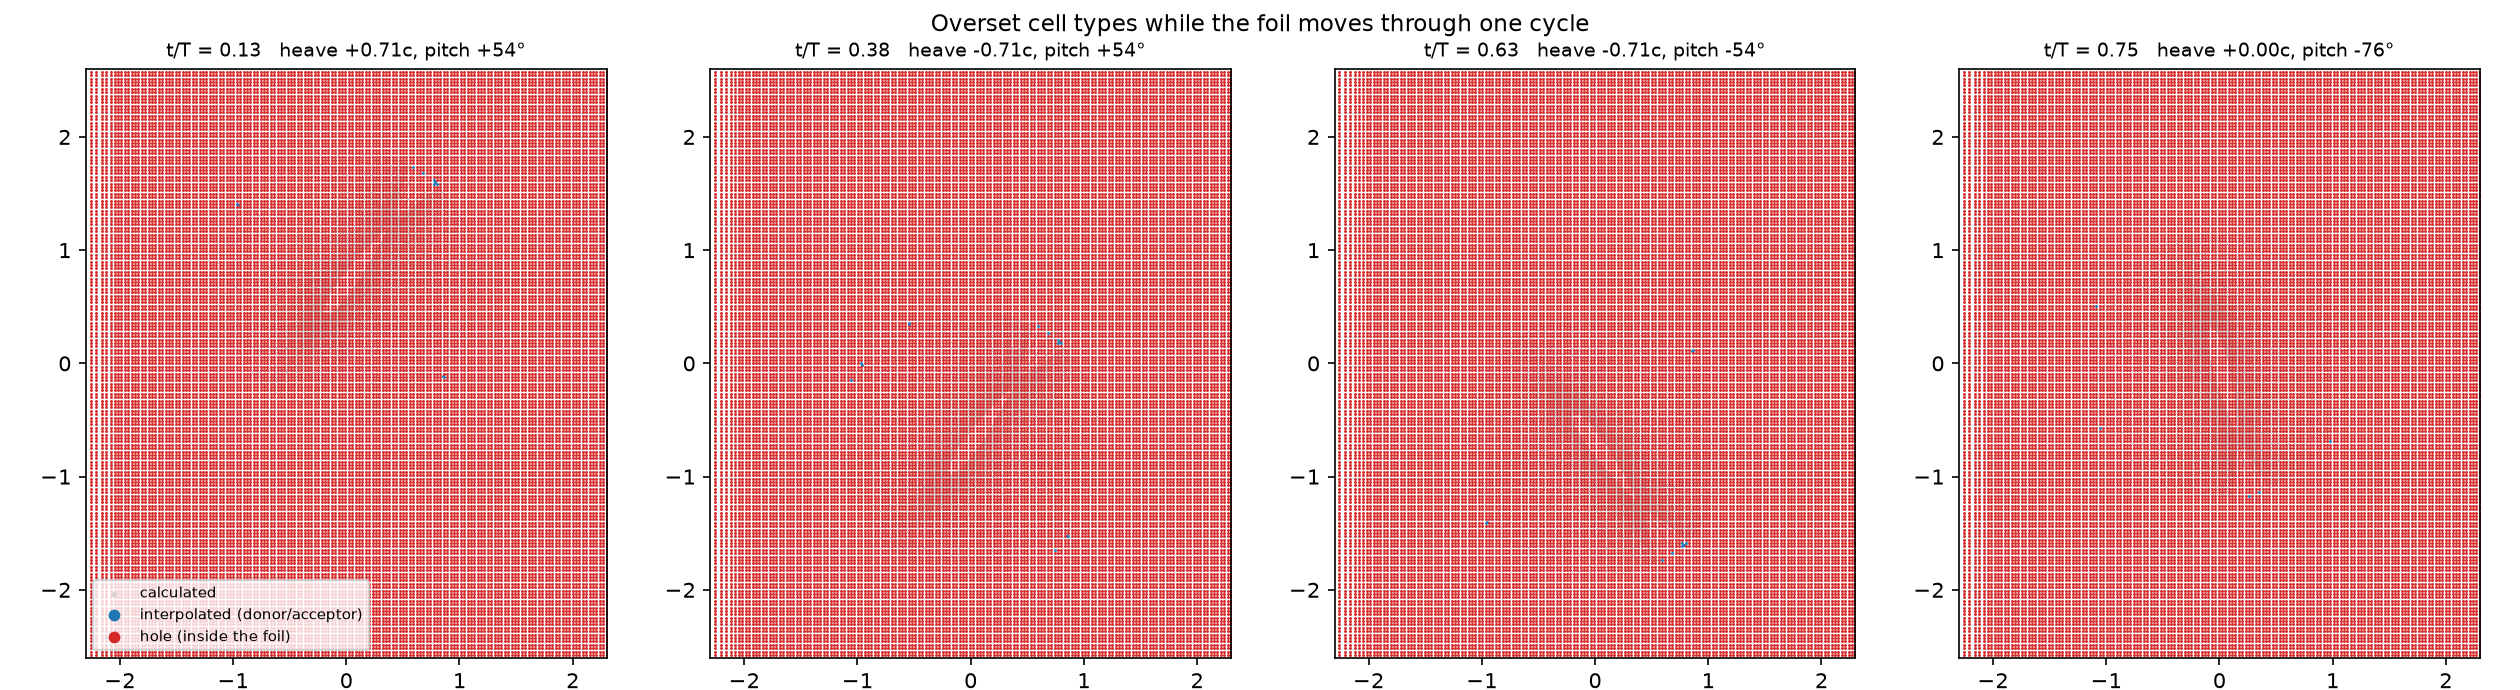 Overset cell types while the foil moves through one cycle
t/T = 0.13   heave +0.71c, pitch +54°
2
1
0
−1
−2
calculated
interpolated (donor/acceptor)
hole (inside the foil)
−2 −1 0 1 2
t/T = 0.38   heave -0.71c, pitch +54°
2
1
0
−1
−2
−2 −1 0 1 2
t/T = 0.63   heave -0.71c, pitch -54°
2
1
0
−1
−2
−2 −1 0 1 2
t/T = 0.75   heave +0.00c, pitch -76°
2
1
0
−1
−2
−2 −1 0 1 2